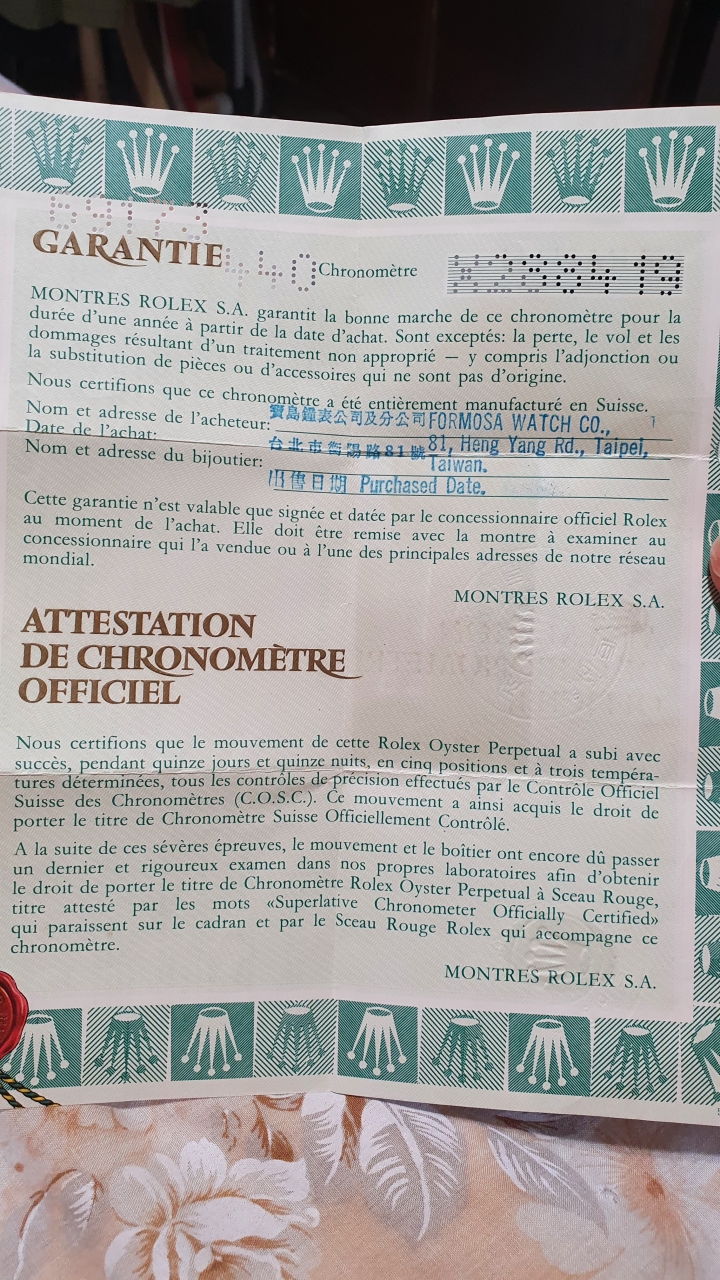 69173
GARANTIE
440
Chronomètre
MONTRES ROLEX S.A. garantit la bonne marche de ce chronomètre pour la
durée d'une année à partir de la date d'achat. Sont exceptés: la perte, le vol et les
dommages résultant d'un traitement non approprié — y compris l'adjonction ou
la substitution de pièces ou d'accessoires qui ne sont pas d'origine.
Nous certifions que ce chronomètre a été entièrement manufacturé en Suisse.
Nom et adresse de l'acheteur: 寶島鐘表公司及分公司 FORMOSA WATCH CO.,
Date de l'achat: 台北市衡陽路81號 81, Heng Yang Rd., Taipei,
Taiwan.
Nom et adresse du bijoutier:
出售日期 Purchased Date.
Cette garantie n'est valable que signée et datée par le concessionnaire officiel Rolex
au moment de l'achat. Elle doit être remise avec la montre à examiner au
concessionnaire qui l'a vendue ou à l'une des principales adresses de notre réseau
mondial.
MONTRES ROLEX S.A.
ATTESTATION
DE CHRONOMÈTRE
OFFICIEL
Nous certifions que le mouvement de cette Rolex Oyster Perpetual a subi avec
succès, pendant quinze jours et quinze nuits, en cinq positions et à trois tempéra-
tures déterminées, tous les contrôles de précision effectués par le Contrôle Officiel
Suisse des Chronomètres (C.O.S.C.). Ce mouvement a ainsi acquis le droit de
porter le titre de Chronomètre Suisse Officiellement Contrôlé.
A la suite de ces sévères épreuves, le mouvement et le boîtier ont encore dû passer
un dernier et rigoureux examen dans nos propres laboratoires afin d'obtenir
le droit de porter le titre de Chronomètre Rolex Oyster Perpetual à Sceau Rouge,
titre attesté par les mots «Superlative Chronometer Officially Certified»
qui paraissent sur le cadran et par le Sceau Rouge Rolex qui accompagne ce
chronomètre.
MONTRES ROLEX S.A.